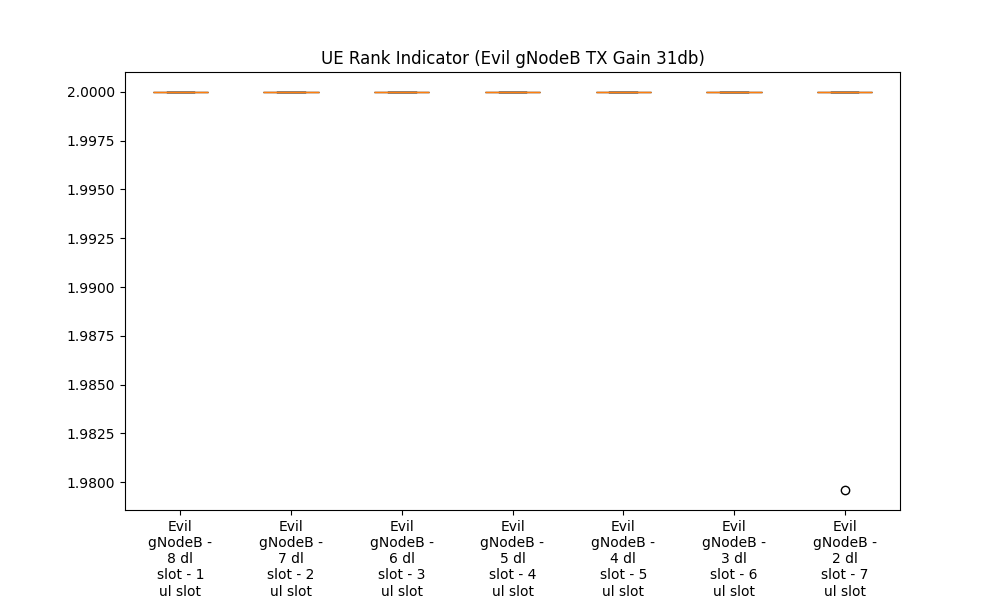 UE Rank Indicator (Evil gNodeB TX Gain 31db)
2.0000
1.9975
1.9950
1.9925
1.9900
1.9875
1.9850
1.9825
1.9800
Evil
gNodeB -
8 dl
slot - 1
ul slot
Evil
gNodeB -
7 dl
slot - 2
ul slot
Evil
gNodeB -
6 dl
slot - 3
ul slot
Evil
gNodeB -
5 dl
slot - 4
ul slot
Evil
gNodeB -
4 dl
slot - 5
ul slot
Evil
gNodeB -
3 dl
slot - 6
ul slot
Evil
gNodeB -
2 dl
slot - 7
ul slot